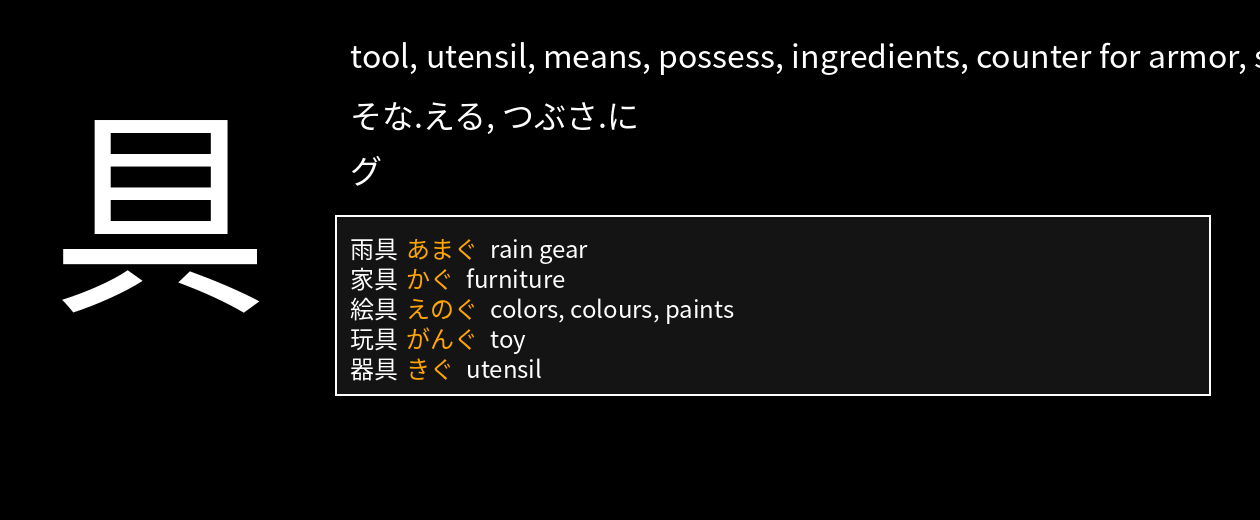 具
tool, utensil, means, possess, ingredients, counter for armor,
そな.える, つぶさ.に
グ
雨具 あまぐ rain gear
家具 かぐ furniture
絵具 えのぐ colors, colours, paints
玩具 がんぐ toy
器具 きぐ utensil